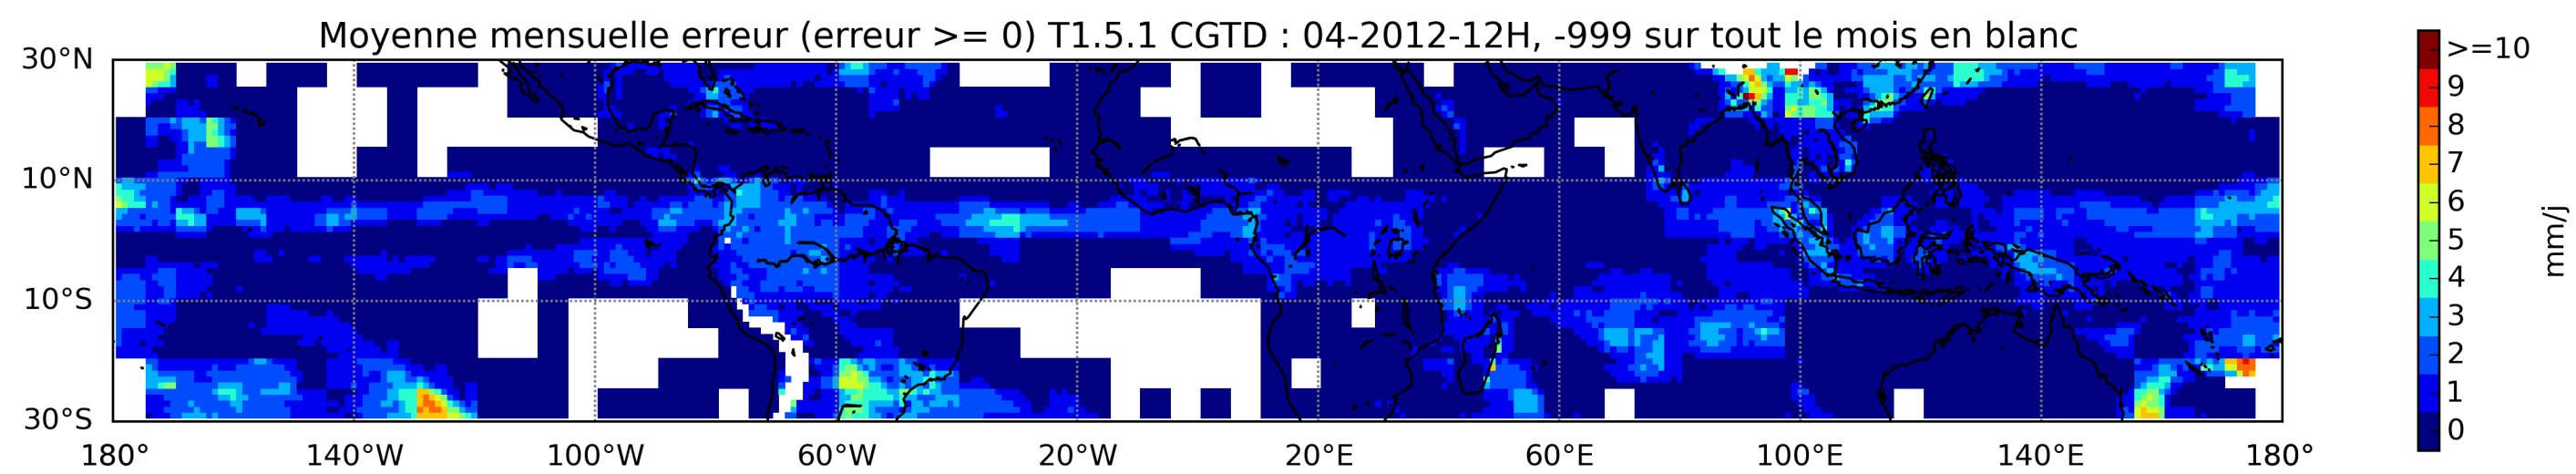 Moyenne mensuelle erreur (erreur >= 0) T1.5.1 CGTD : 04-2012-12H, -999 sur tout le mois en blanc
30°N
10°N
10°S
30°S
180°
140°W
100°W
60°W
20°W
20°E
60°E
100°E
140°E
180°
>=10
9
8
7
6
5
4
3
2
1
0
mm/j